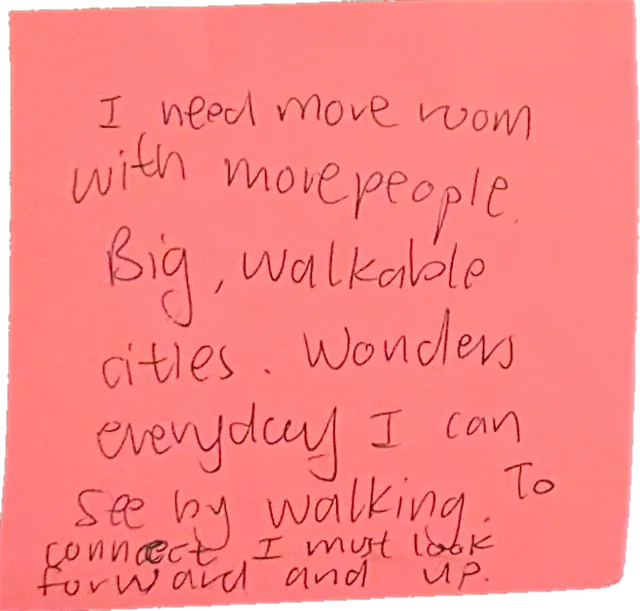 I need more room
with more people.
Big, walkable
cities. Wonders
everyday I can
see by walking. To
connect I must look
forward and up.